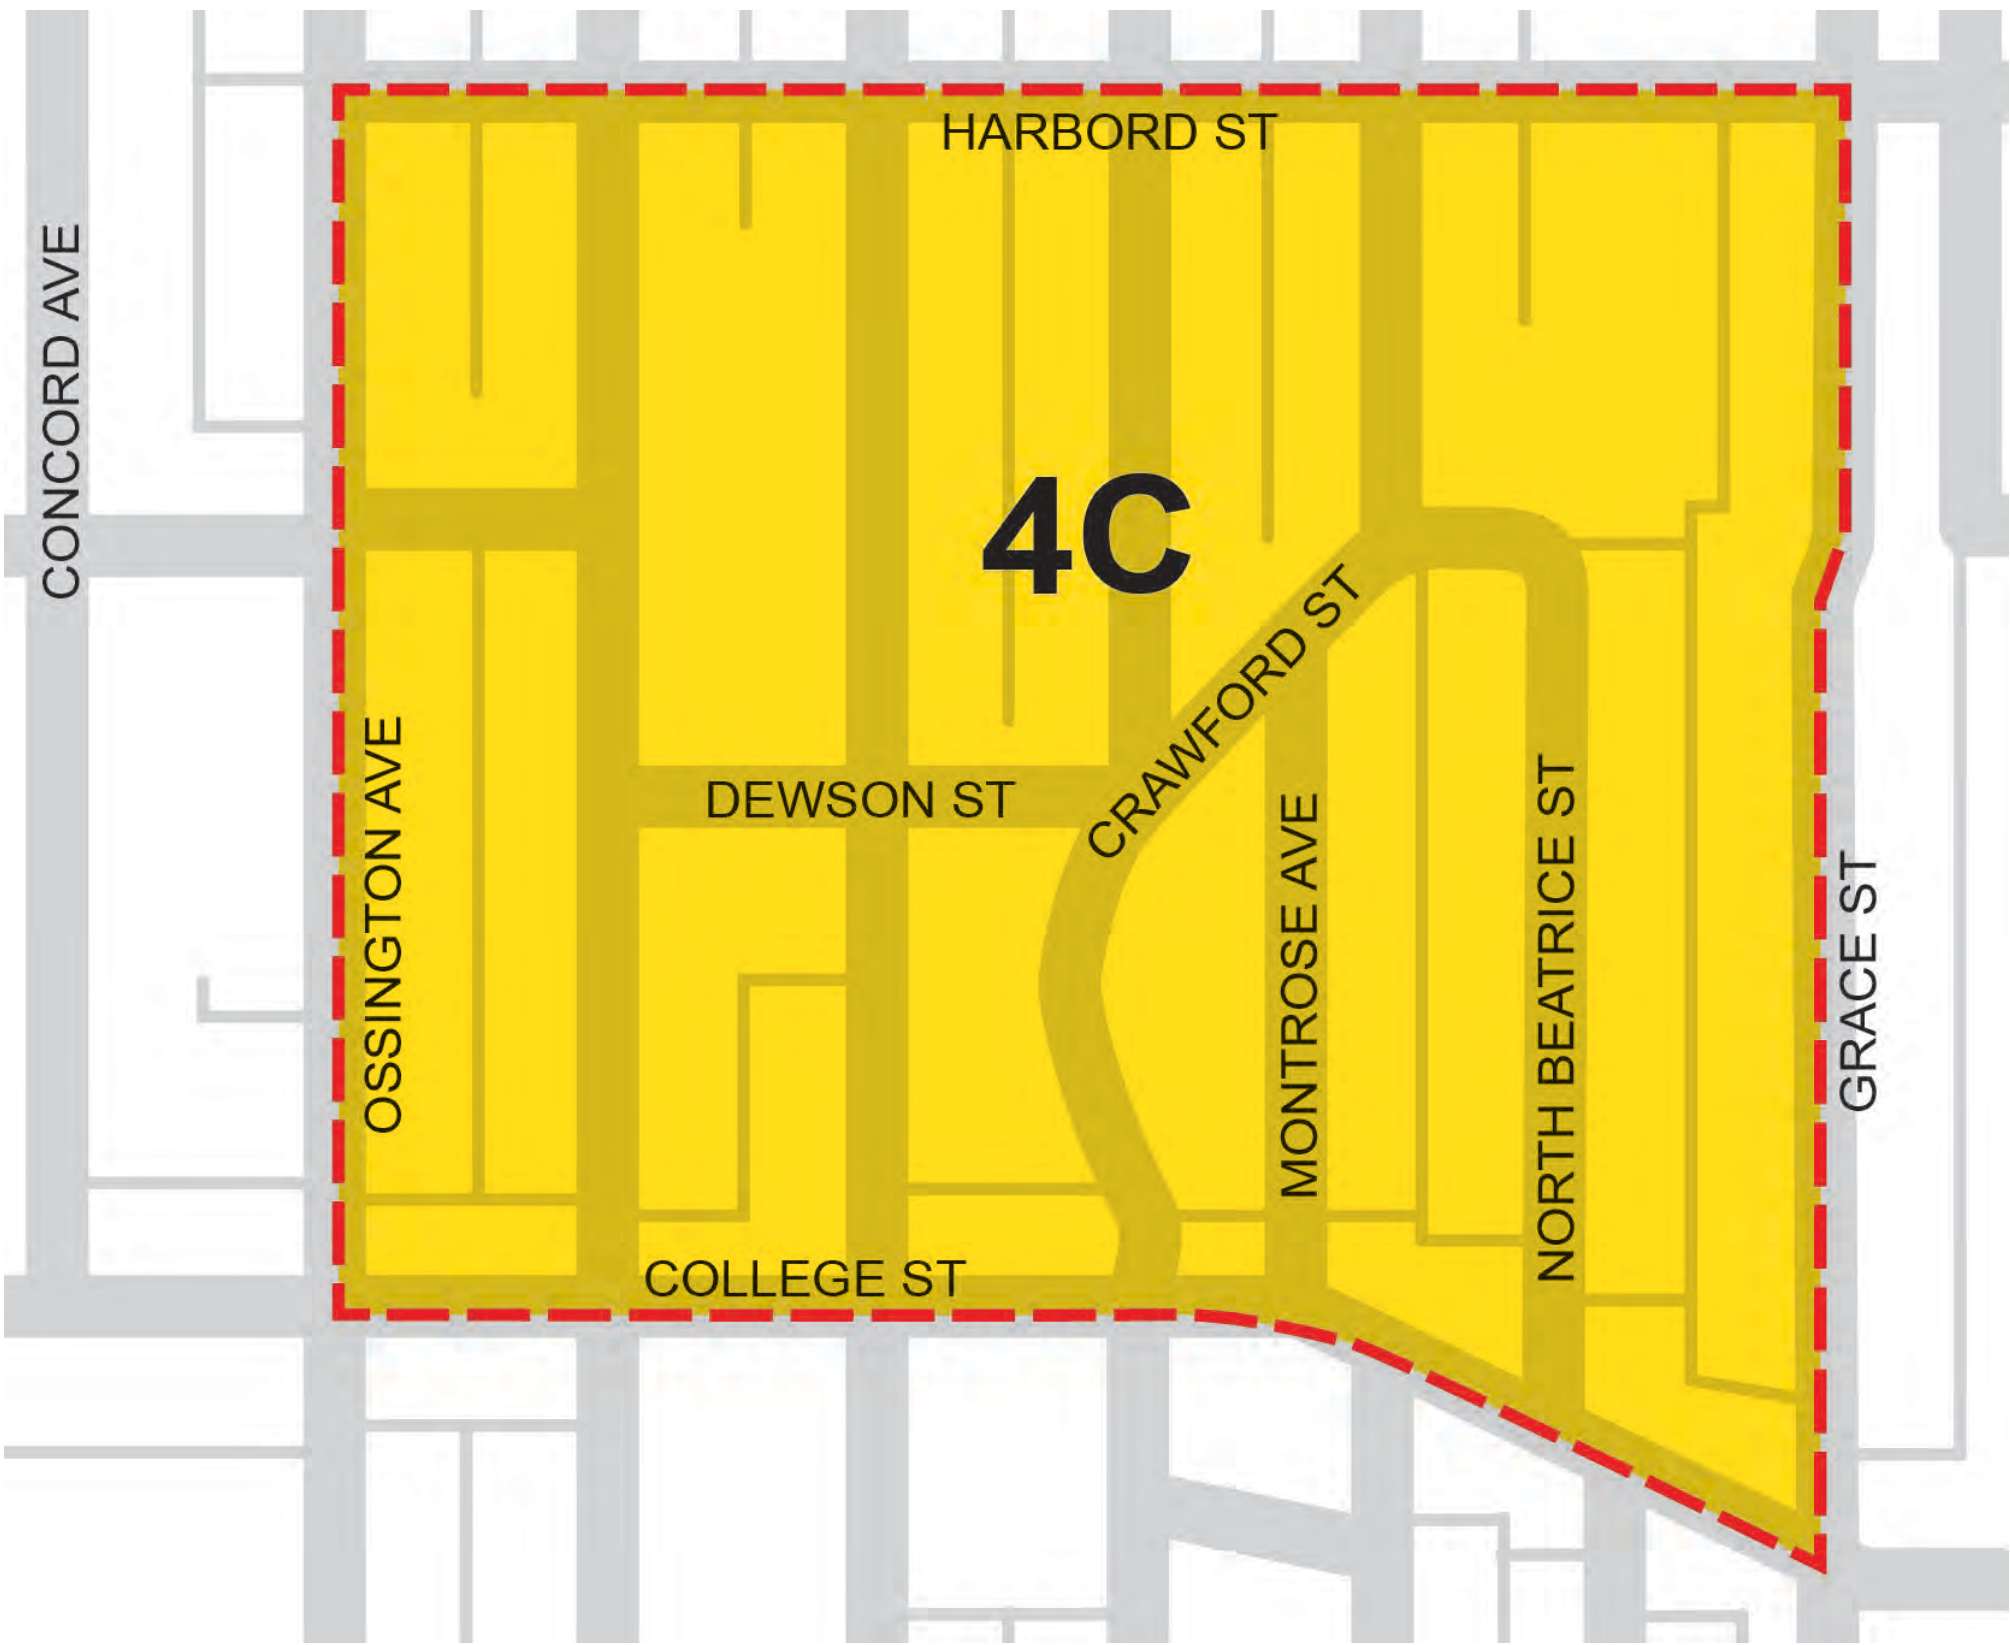 HARBORD ST
CONCORD AVE
4C
CRAWFORD ST
DEWSON ST
OSSINGTON AVE
MONTROSE AVE
NORTH BEATRICE ST
GRACE ST
COLLEGE ST